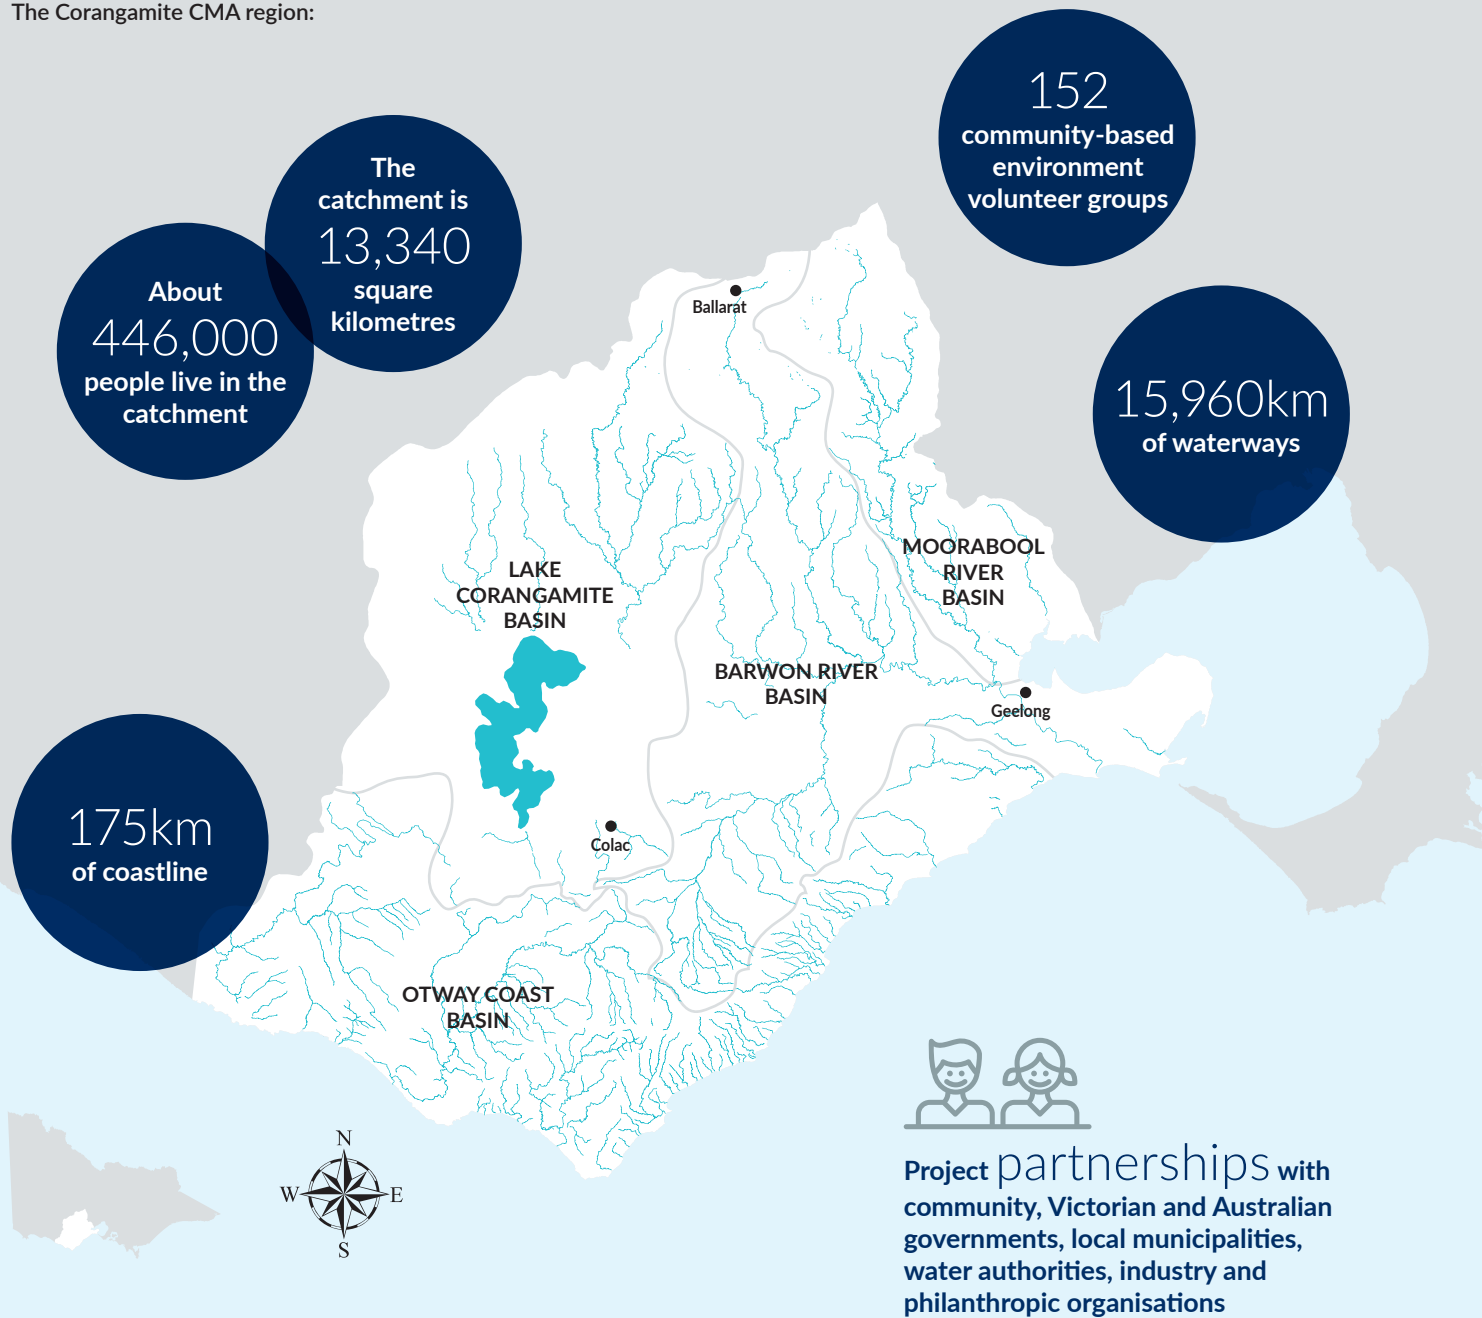 The Corangamite CMA region:
152
community-based
environment
volunteer groups
The
catchment is
13,340
square
kilometres
About
446,000
people live in the
catchment
Ballarat
15,960km
of waterways
MOORABOOL
RIVER
BASIN
LAKE
CORANGAMITE
BASIN
BARWON RIVER
BASIN
Geelong
175km
of coastline
Colac
OTWAY COAST
BASIN
N
W
E
S
Project partnerships with
community, Victorian and Australian
governments, local municipalities,
water authorities, industry and
philanthropic organisations